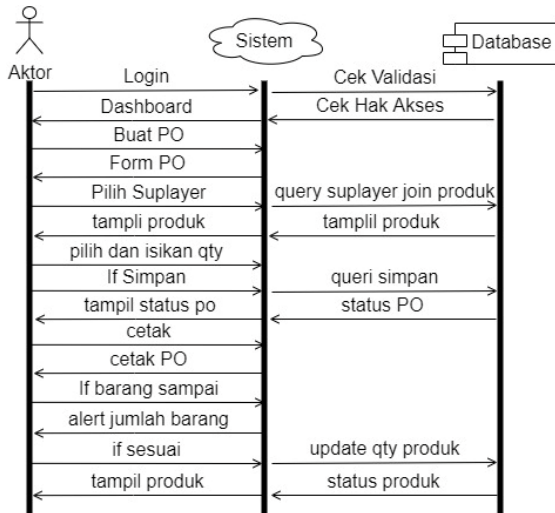 Sistem
Database
Aktor
Login
Cek Validasi
Dashboard
Cek Hak Akses
Buat PO
Form PO
Pilih Suplayer
query suplayer join produk
tampli produk
tamplil produk
pilih dan isikan qty
If Simpan
queri simpan
tampil status po
status PO
cetak
cetak PO
If barang sampai
alert jumlah barang
if sesuai
update qty produk
tampil produk
status produk